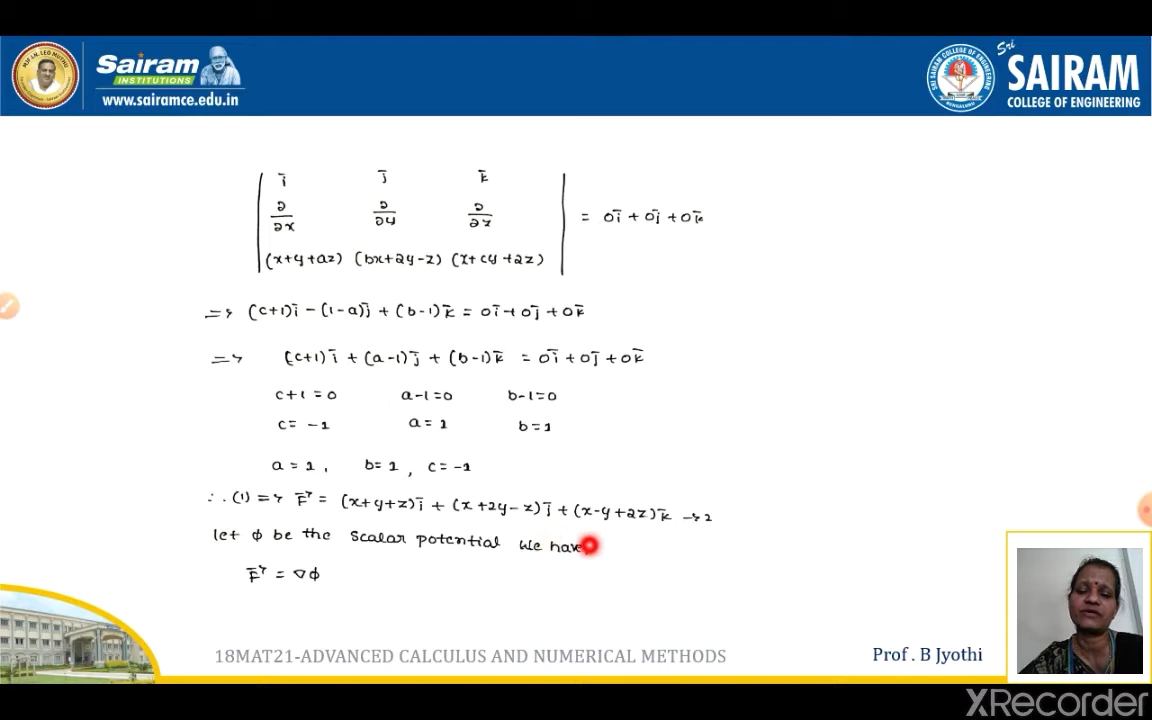 Sairam
INSTITUTIONS
www.sairamce.edu.in
Sri
SAIRAM
COLLEGE OF ENGINEERING
i̅ j̅ k̅
∂/∂x ∂/∂y ∂/∂z = 0i̅ + 0j̅ + 0k̅
(x+y+az) (bx+2y-z) (x+cy+2z)
=> (c+1)i̅ - (1-a)j̅ + (b-1)k̅ = 0i̅ + 0j̅ + 0k̅
=> (c+1)i̅ + (a-1)j̅ + (b-1)k̅ = 0i̅ + 0j̅ + 0k̅
c+1=0 a-1=0 b-1=0
c= -1 a=1 b=1
a=1, b=1, c=-1
∴ (1) => F⃗ = (x+y+z)i̅ + (x+2y-z)j̅ + (x-y+2z)k̅ → 2
let ϕ be the scalar potential we have
F⃗ = ∇ϕ
18MAT21-ADVANCED CALCULUS AND NUMERICAL METHODS
Prof . B Jyothi
XRecorder